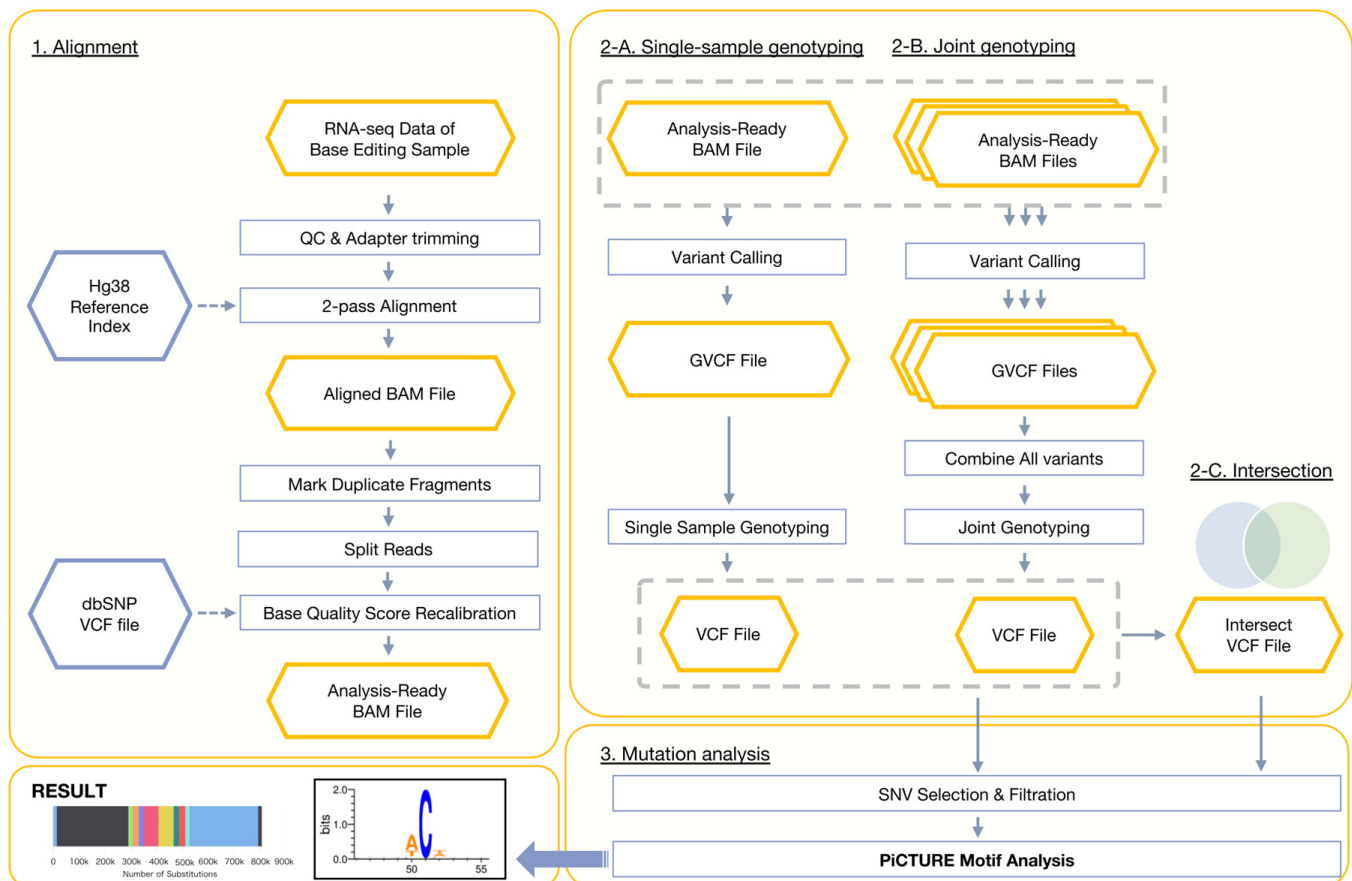 1. Alignment
RNA-seq Data of
Base Editing Sample
QC & Adapter trimming
Hg38
Reference
Index
2-pass Alignment
Aligned BAM File
Mark Duplicate Fragments
Split Reads
dbSNP
VCF file
Base Quality Score Recalibration
Analysis-Ready
BAM File
2-A. Single-sample genotyping
2-B. Joint genotyping
Analysis-Ready
BAM File
Analysis-Ready
BAM Files
Variant Calling
Variant Calling
GVCF File
GVCF Files
Combine All variants
Single Sample Genotyping
Joint Genotyping
2-C. Intersection
VCF File
VCF File
Intersect
VCF File
3. Mutation analysis
SNV Selection & Filtration
PiCTURE Motif Analysis
RESULT
0 100k 200k 300k 400k 500k 600k 700k 800k 900k
Number of Substitutions
bits
2.0
1.0
0.0
A
T
C
50
55